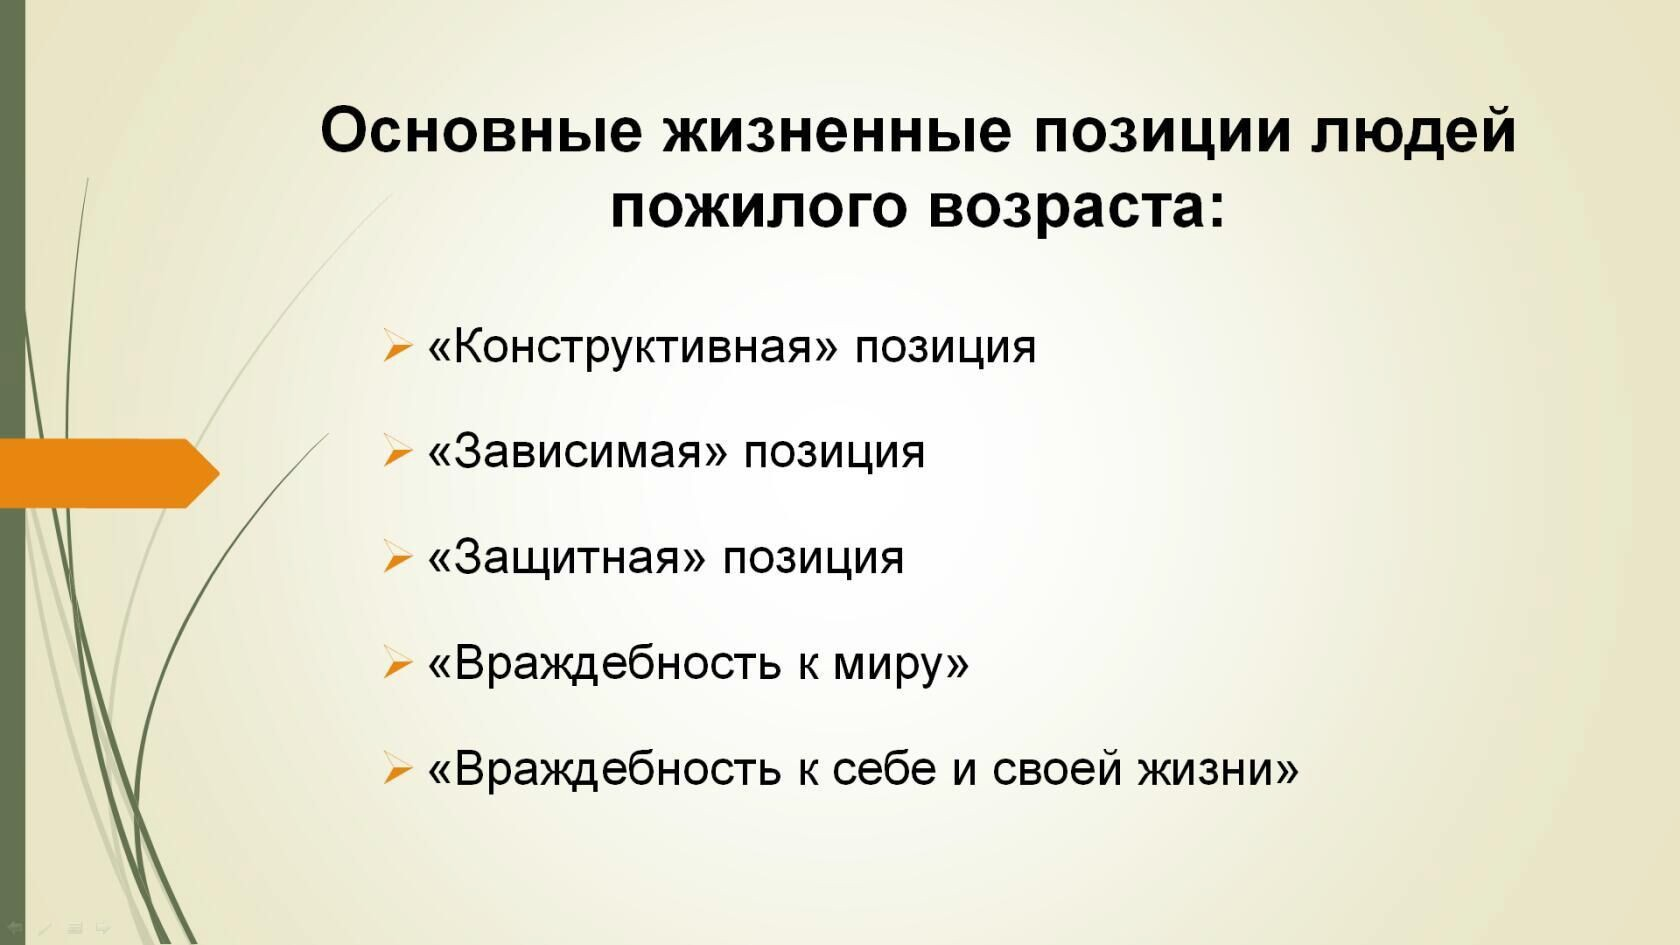 Основные жизненные позиции людей
пожилого возраста:
«Конструктивная» позиция
«Зависимая» позиция
«Защитная» позиция
«Враждебность к миру»
«Враждебность к себе и своей жизни»